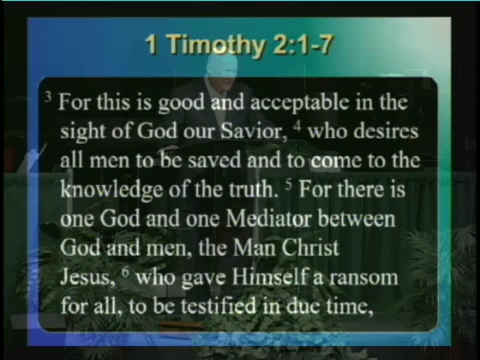 1 Timothy 2:1-7
3 For this is good and acceptable in the
sight of God our Savior, 4 who desires
all men to be saved and to come to the
knowledge of the truth. 5 For there is
one God and one Mediator between
God and men, the Man Christ
Jesus, 6 who gave Himself a ransom
for all, to be testified in due time,